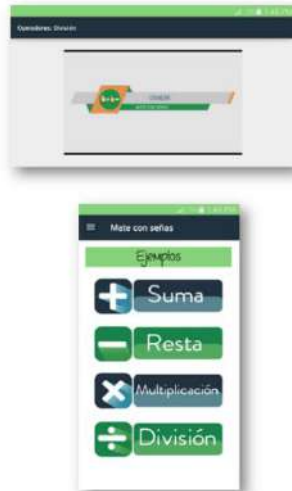 Operadores: División
Mate con señas
Ejemplos
Suma
Resta
Multiplicación
División